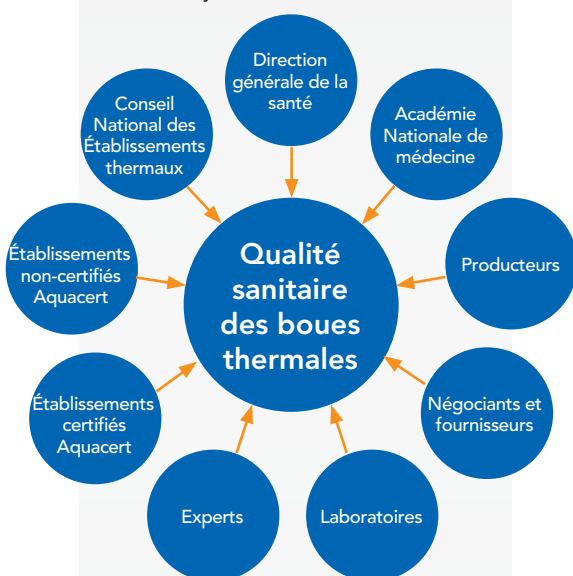 Direction
générale de la
santé
Académie
Nationale de
médecine
Producteurs
Négociants et
fournisseurs
Laboratoires
Experts
Établissements
certifiés
Aquacert
Établissements
non-certifiés
Aquacert
Conseil
National des
Établissements
thermaux
Qualité
sanitaire
des boues
thermales